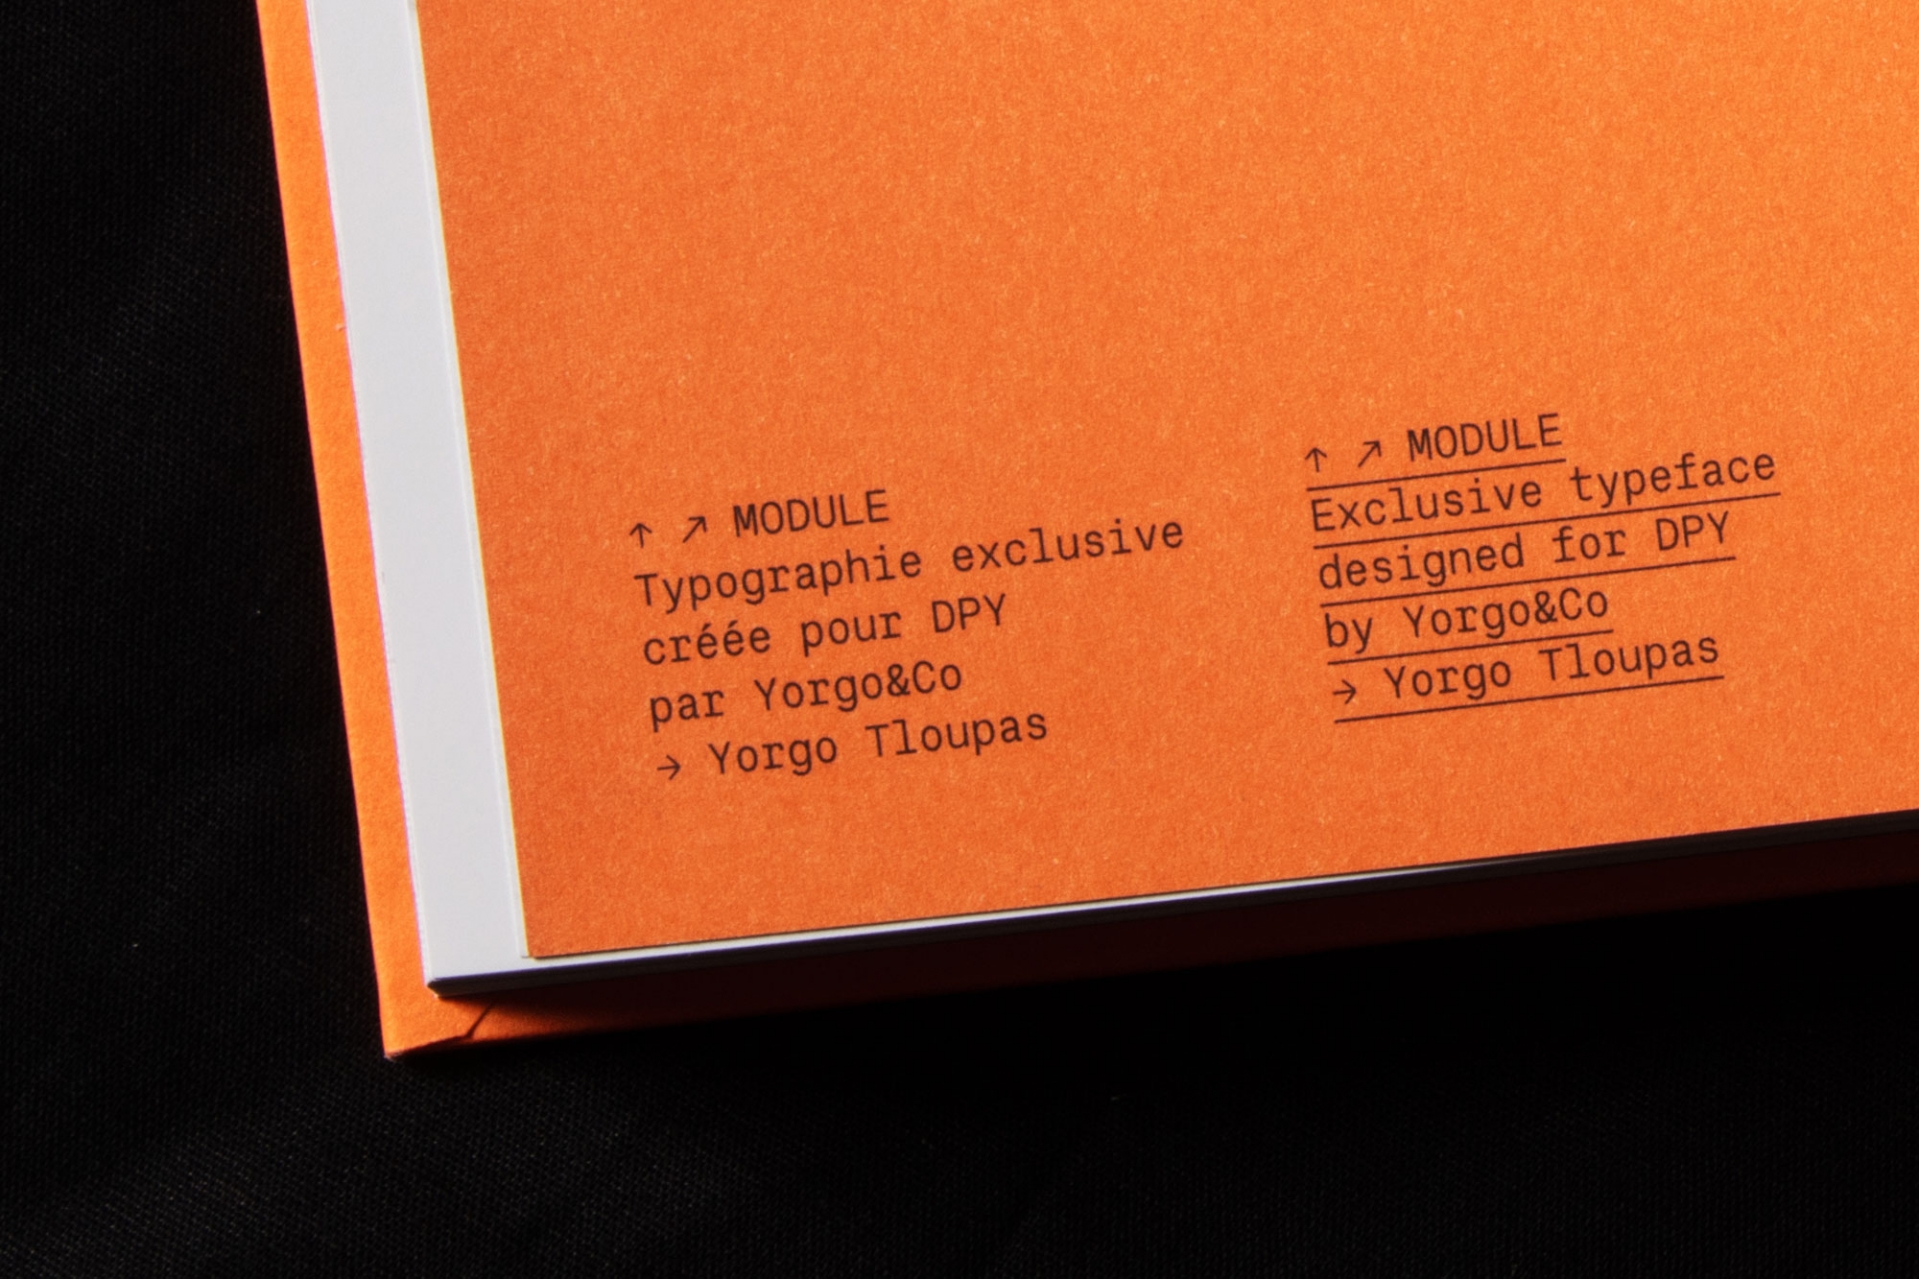 ↑ ↗ MODULE
Typographie exclusive
créée pour DPY
par Yorgo&Co
→ Yorgo Tloupas
↑ ↗ MODULE
Exclusive typeface
designed for DPY
by Yorgo&Co
→ Yorgo Tloupas